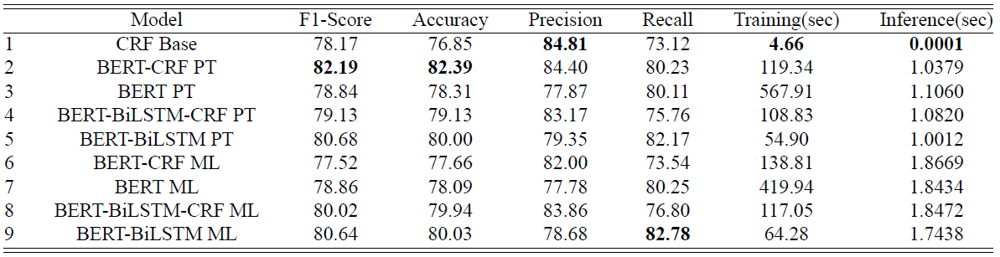 Model F1-Score Accuracy Precision Recall Training(sec) Inference(sec)
1 CRF Base 78.17 76.85 84.81 73.12 4.66 0.0001
2 BERT-CRF PT 82.19 82.39 84.40 80.23 119.34 1.0379
3 BERT PT 78.84 78.31 77.87 80.11 567.91 1.1060
4 BERT-BiLSTM-CRF PT 79.13 79.13 83.17 75.76 108.83 1.0820
5 BERT-BiLSTM PT 80.68 80.00 79.35 82.17 54.90 1.0012
6 BERT-CRF ML 77.52 77.66 82.00 73.54 138.81 1.8669
7 BERT ML 78.86 78.09 77.78 80.25 419.94 1.8434
8 BERT-BiLSTM-CRF ML 80.02 79.94 83.86 76.80 117.05 1.8472
9 BERT-BiLSTM ML 80.64 80.03 78.68 82.78 64.28 1.7438